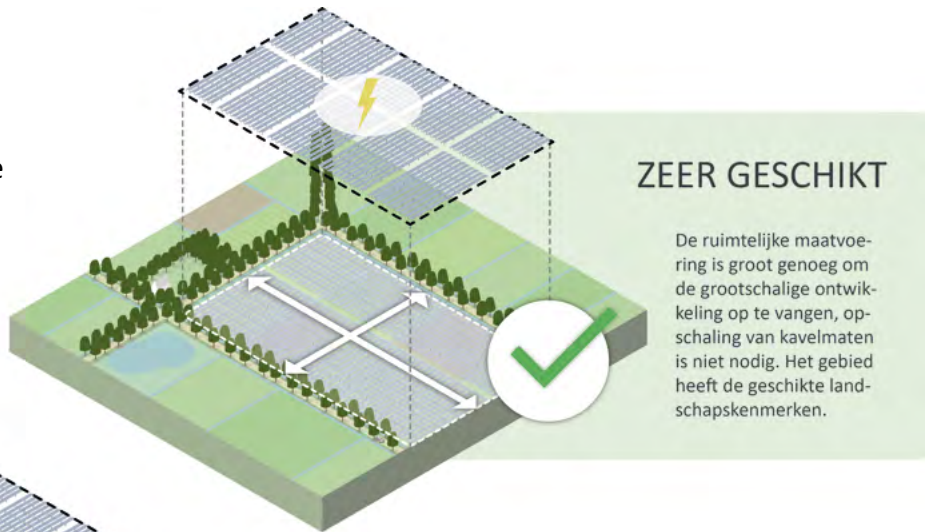 e
ZEER GESCHIKT
De ruimtelijke maatvoe-
ring is groot genoeg om
de grootschalige ontwik-
keling op te vangen, op-
schaling van kavelmaten
is niet nodig. Het gebied
heeft de geschikte land-
schapskenmerken.